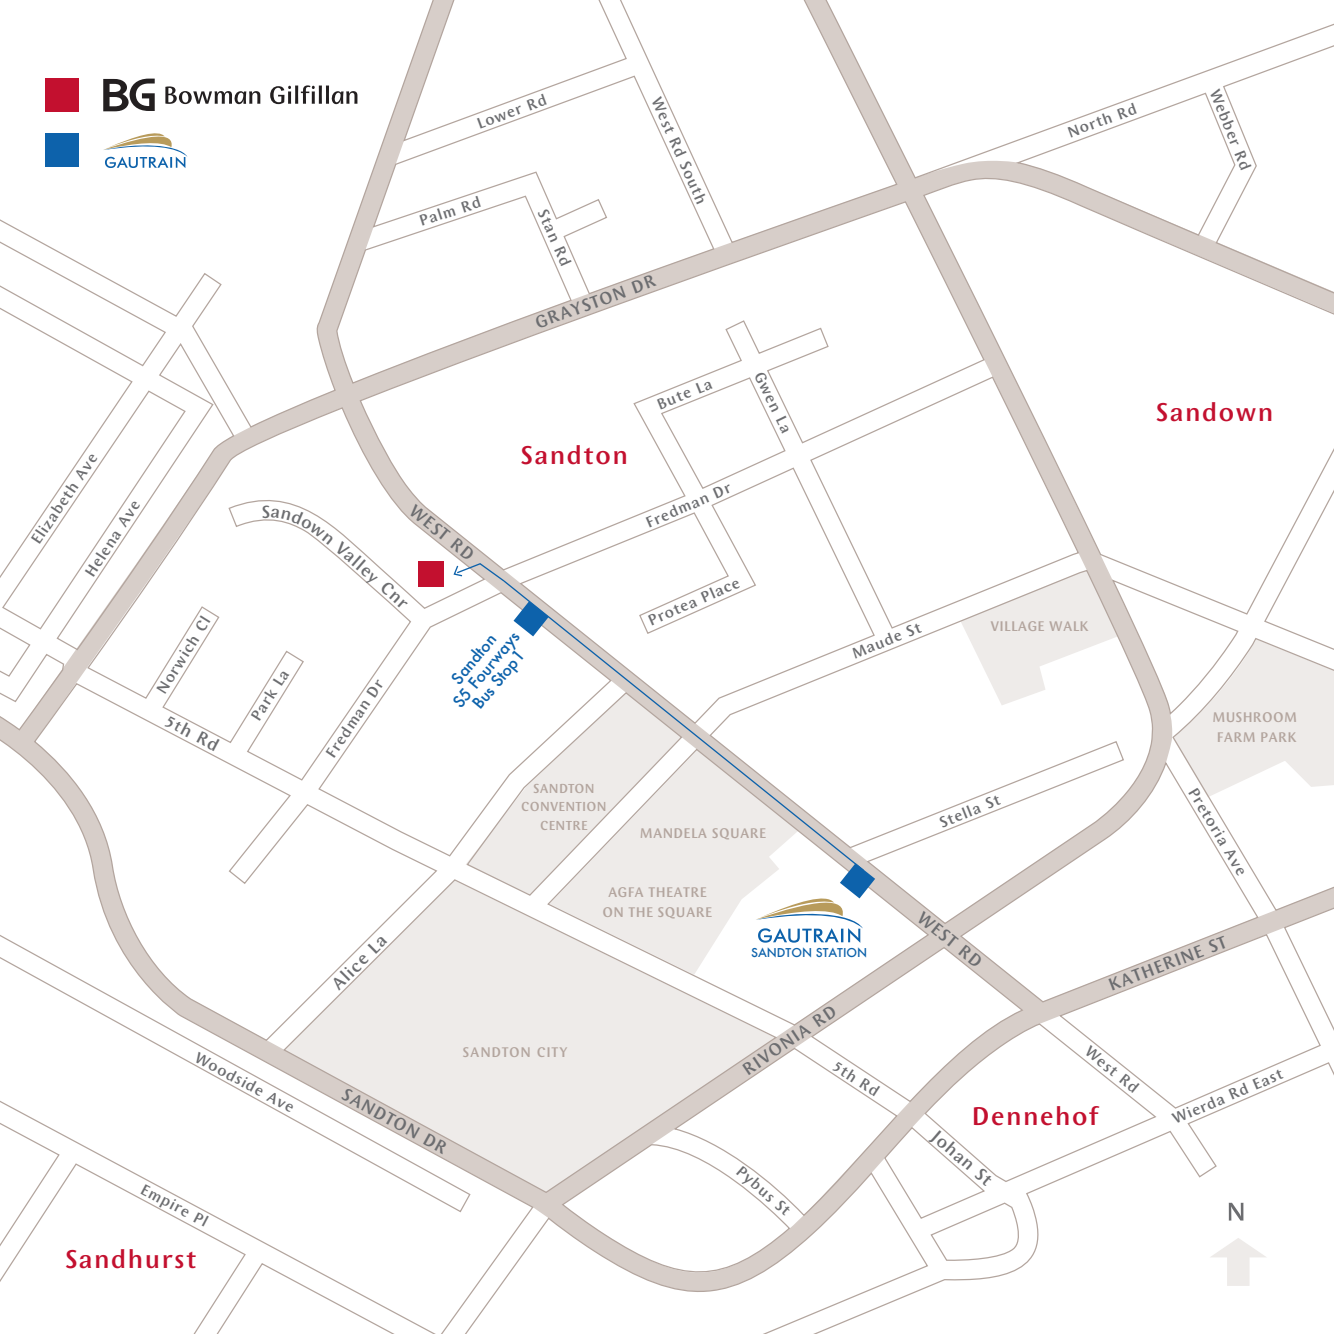 BG Bowman Gilfillan
GAUTRAIN
Lower Rd
West Rd South
North Rd
Webber Rd
Palm Rd
Stan Rd
GRAYSTON DR
Bute La
Gwen La
Sandown
Sandton
Elizabeth Ave
Helena Ave
Sandown Valley Cnr
WEST RD
Fredman Dr
Protea Place
Maude St
VILLAGE WALK
Norwich Cl
Park La
5th Rd
Fredman Dr
Sandton
S5 Fourways
Bus Stop 1
MUSHROOM
FARM PARK
SANDTON
CONVENTION
CENTRE
MANDELA SQUARE
Stella St
Pretoria Ave
AGFA THEATRE
ON THE SQUARE
GAUTRAIN
SANDTON STATION
WEST RD
KATHERINE ST
Alice La
SANDTON CITY
RIVONIA RD
5th Rd
West Rd
Wierda Rd East
Woodside Ave
SANDTON DR
Dennehof
Johan St
Pybus St
Empire Pl
Sandhurst
N